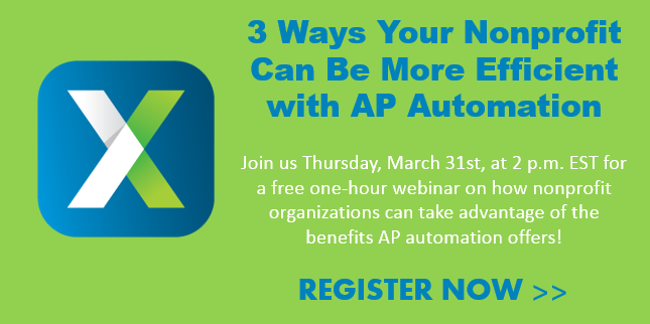 3 Ways Your Nonprofit
Can Be More Efficient
with AP Automation
Join us Thursday, March 31st, at 2 p.m. EST for
a free one-hour webinar on how nonprofit
organizations can take advantage of the
benefits AP automation offers!
REGISTER NOW >>